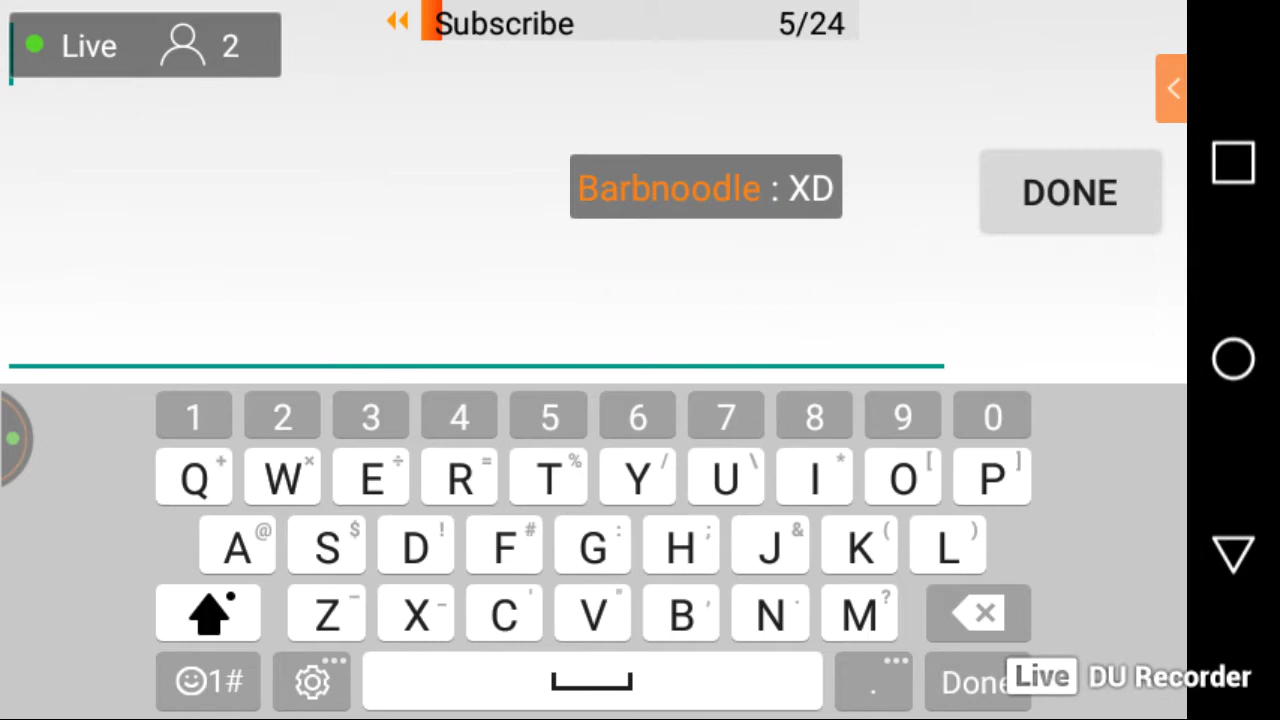 Live 2
Subscribe 5/24
Barbnoodle : XD
DONE
1 2 3 4 5 6 7 8 9 0
Q + W × E ÷ R = T % Y / U \ I * O [ P ]
A @ S $ D ! F # G : H ; J & K ( L )
Z – X - C ' V " B , N . M ?
1# ... . ... Done
Live DU Recorder